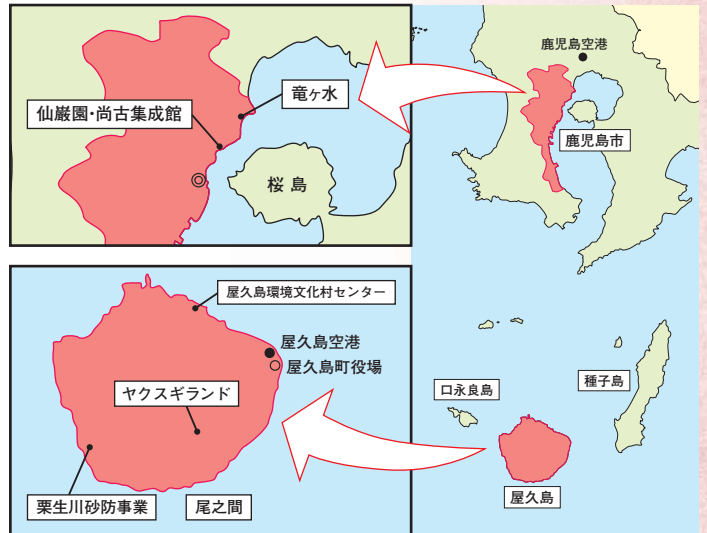 竜ヶ水
仙巌園・尚古集成館
桜島
鹿児島空港
鹿児島市
屋久島環境文化村センター
屋久島空港
屋久島町役場
ヤクスギランド
栗生川砂防事業
尾之間
口永良島
種子島
屋久島